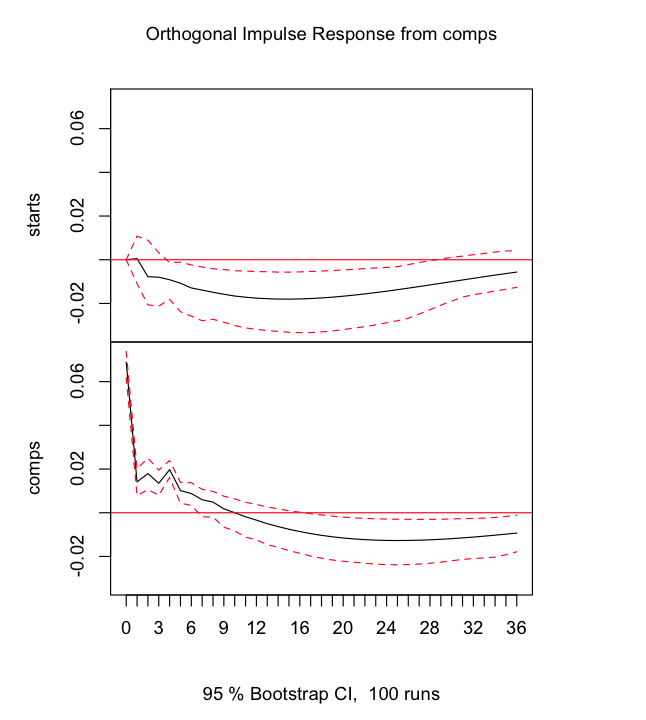 Orthogonal Impulse Response from comps
starts
0.06
0.02
-0.02
comps
0.06
0.02
-0.02
0 3 6 9 12 16 20 24 28 32 36
95 % Bootstrap CI, 100 runs